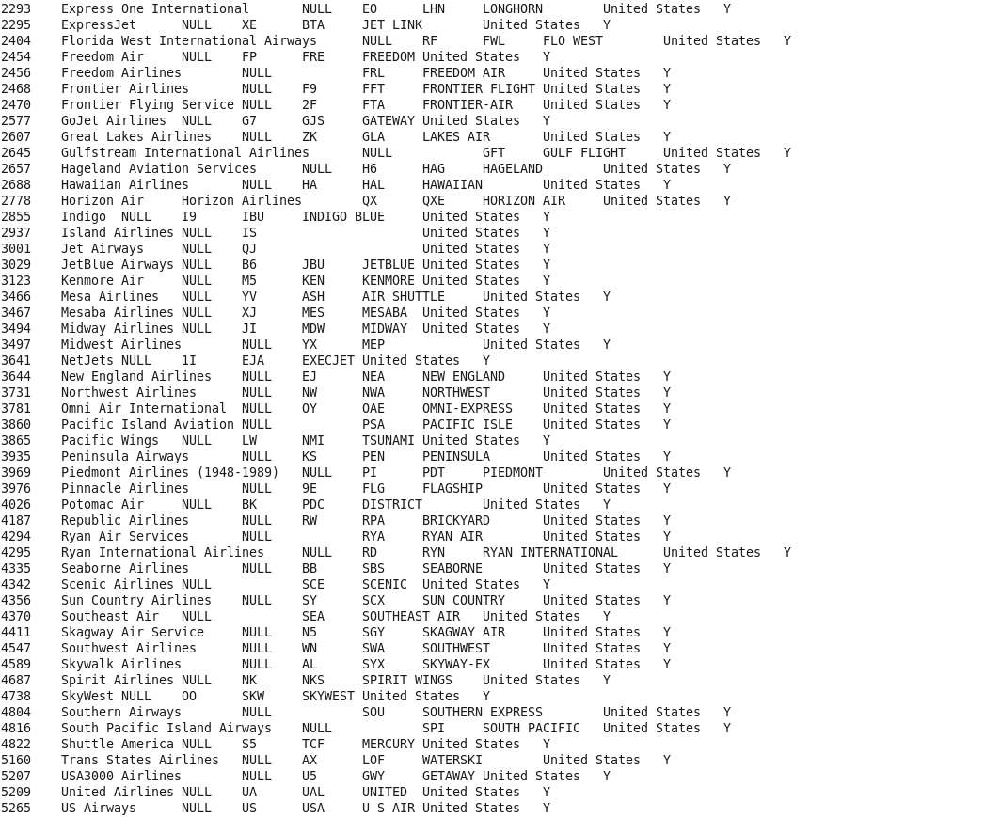 2293 Express One International NULL EO LHN LONGHORN United States Y
2295 ExpressJet NULL XE BTA JET LINK United States Y
2404 Florida West International Airways NULL RF FWL FLO WEST United States Y
2454 Freedom Air NULL FP FRE FREEDOM United States Y
2456 Freedom Airlines NULL FRL FREEDOM AIR United States Y
2468 Frontier Airlines NULL F9 FFT FRONTIER FLIGHT United States Y
2470 Frontier Flying Service NULL 2F FTA FRONTIER-AIR United States Y
2577 GoJet Airlines NULL G7 GJS GATEWAY United States Y
2607 Great Lakes Airlines NULL ZK GLA LAKES AIR United States Y
2645 Gulfstream International Airlines NULL GFT GULF FLIGHT United States Y
2657 Hageland Aviation Services NULL H6 HAG HAGELAND United States Y
2688 Hawaiian Airlines NULL HA HAL HAWAIIAN United States Y
2778 Horizon Air Horizon Airlines QX QXE HORIZON AIR United States Y
2855 Indigo NULL I9 IBU INDIGO BLUE United States Y
2937 Island Airlines NULL IS United States Y
3001 Jet Airways NULL QJ United States Y
3029 JetBlue Airways NULL B6 JBU JETBLUE United States Y
3123 Kenmore Air NULL M5 KEN KENMORE United States Y
3466 Mesa Airlines NULL YV ASH AIR SHUTTLE United States Y
3467 Mesaba Airlines NULL XJ MES MESABA United States Y
3494 Midway Airlines NULL JI MDW MIDWAY United States Y
3497 Midwest Airlines NULL YX MEP United States Y
3641 NetJets NULL 1I EJA EXECJET United States Y
3644 New England Airlines NULL EJ NEA NEW ENGLAND United States Y
3731 Northwest Airlines NULL NW NWA NORTHWEST United States Y
3781 Omni Air International NULL OY OAE OMNI-EXPRESS United States Y
3860 Pacific Island Aviation NULL PSA PACIFIC ISLE United States Y
3865 Pacific Wings NULL LW NMI TSUNAMI United States Y
3935 Peninsula Airways NULL KS PEN PENINSULA United States Y
3969 Piedmont Airlines (1948-1989) NULL PI PDT PIEDMONT United States Y
3976 Pinnacle Airlines NULL 9E FLG FLAGSHIP United States Y
4026 Potomac Air NULL BK PDC DISTRICT United States Y
4187 Republic Airlines NULL RW RPA BRICKYARD United States Y
4294 Ryan Air Services NULL RYA RYAN AIR United States Y
4295 Ryan International Airlines NULL RD RYN RYAN INTERNATIONAL United States Y
4335 Seaborne Airlines NULL BB SBS SEABORNE United States Y
4342 Scenic Airlines NULL SCE SCENIC United States Y
4356 Sun Country Airlines NULL SY SCX SUN COUNTRY United States Y
4370 Southeast Air NULL SEA SOUTHEAST AIR United States Y
4411 Skagway Air Service NULL N5 SGY SKAGWAY AIR United States Y
4547 Southwest Airlines NULL WN SWA SOUTHWEST United States Y
4589 Skywalk Airlines NULL AL SYX SKYWAY-EX United States Y
4687 Spirit Airlines NULL NK NKS SPIRIT WINGS United States Y
4738 SkyWest NULL OO SKW SKYWEST United States Y
4804 Southern Airways NULL SOU SOUTHERN EXPRESS United States Y
4816 South Pacific Island Airways NULL SPI SOUTH PACIFIC United States Y
4822 Shuttle America NULL S5 TCF MERCURY United States Y
5160 Trans States Airlines NULL AX LOF WATERSKI United States Y
5207 USA3000 Airlines NULL U5 GWY GETAWAY United States Y
5209 United Airlines NULL UA UAL UNITED United States Y
5265 US Airways NULL US USA U S AIR United States Y